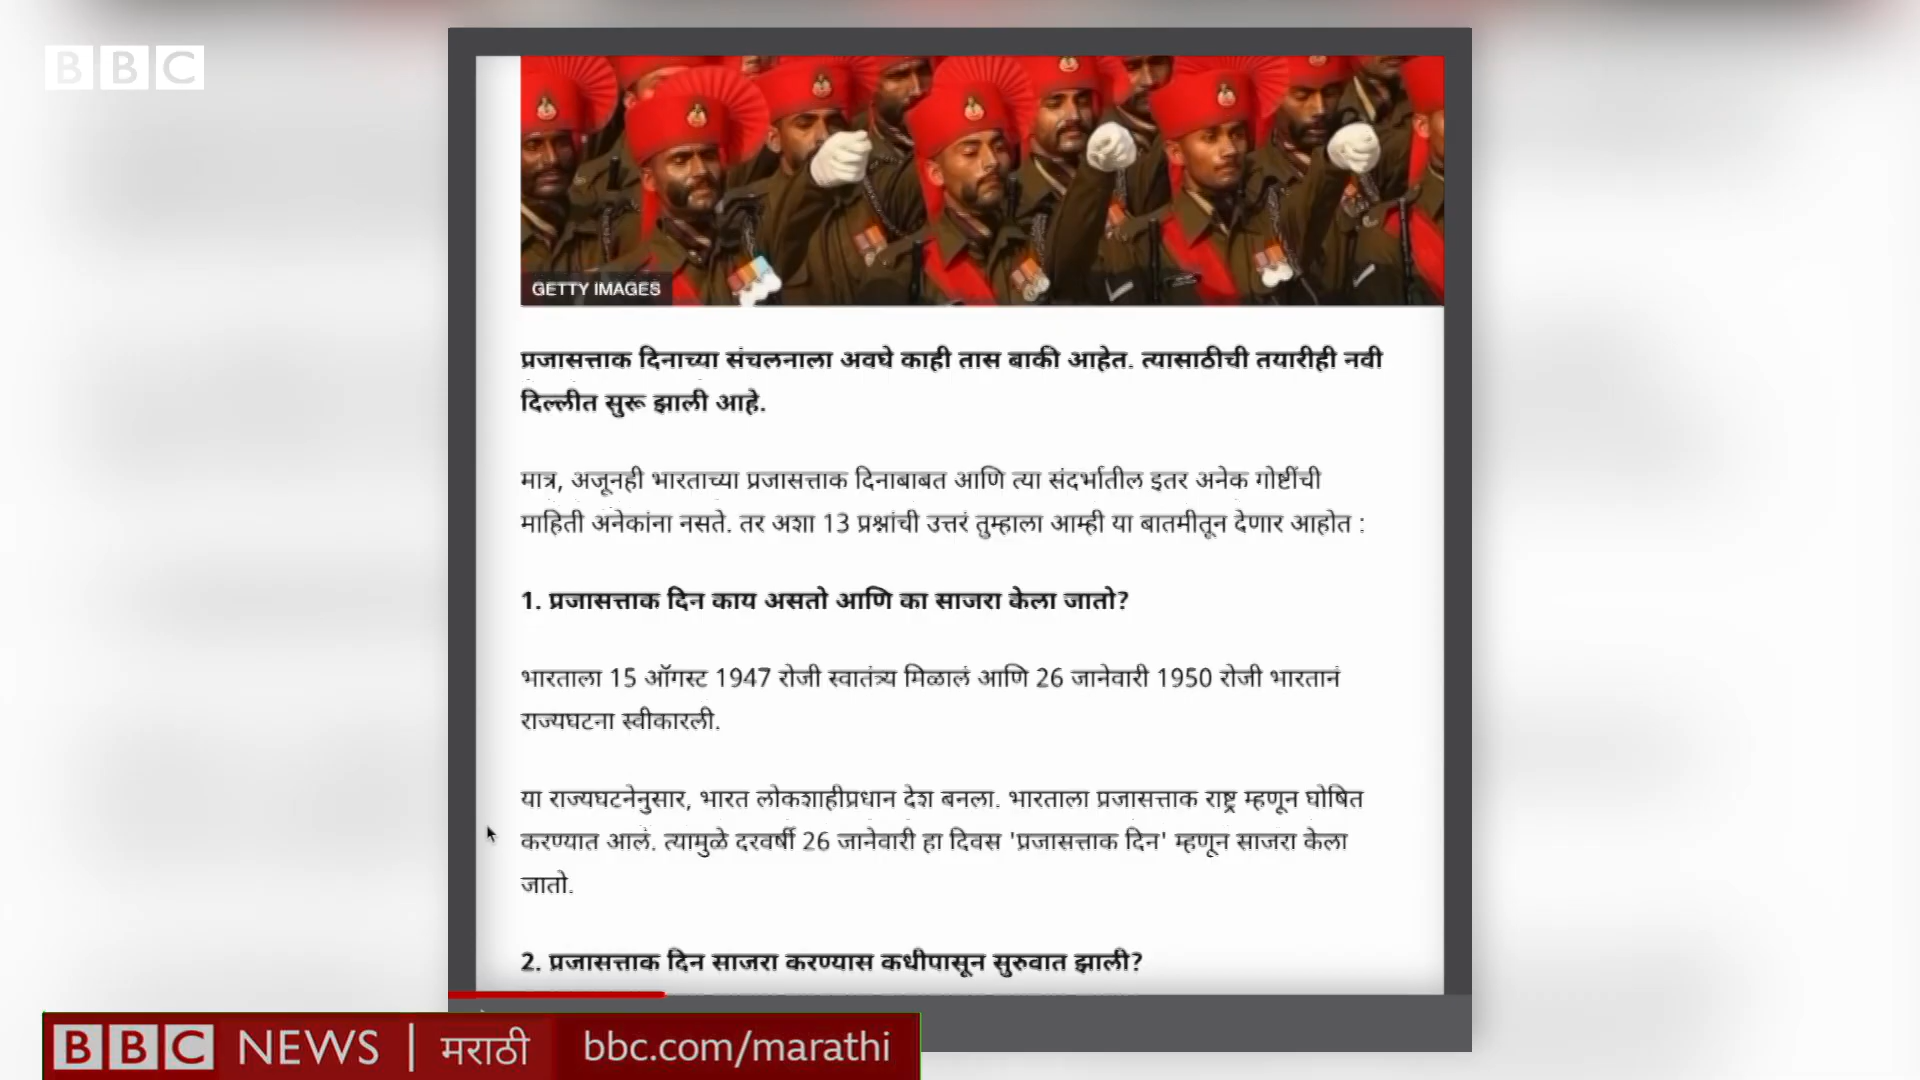 BBC
GETTY IMAGES
प्रजासत्ताक दिनाच्या संचलनाला अवघे काही तास बाकी आहेत. त्यासाठीची तयारीही नवी
दिल्लीत सुरू झाली आहे.
मात्र, अजूनही भारताच्या प्रजासत्ताक दिनाबाबत आणि त्या संदर्भातील इतर अनेक गोष्टींची
माहिती अनेकांना नसते. तर अशा 13 प्रश्नांची उत्तरं तुम्हाला आम्ही या बातमीतून देणार आहोत :
1. प्रजासत्ताक दिन काय असतो आणि का साजरा केला जातो?
भारताला 15 ऑगस्ट 1947 रोजी स्वातंत्र्य मिळालं आणि 26 जानेवारी 1950 रोजी भारतानं
राज्यघटना स्वीकारली.
या राज्यघटनेनुसार, भारत लोकशाहीप्रधान देश बनला. भारताला प्रजासत्ताक राष्ट्र म्हणून घोषित
करण्यात आलं. त्यामुळे दरवर्षी 26 जानेवारी हा दिवस 'प्रजासत्ताक दिन' म्हणून साजरा केला
जातो.
2. प्रजासत्ताक दिन साजरा करण्यास कधीपासून सुरुवात झाली?
BBC NEWS | मराठी bbc.com/marathi